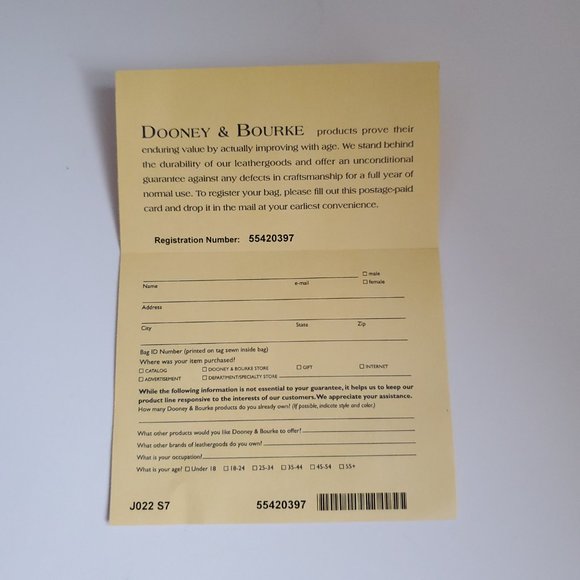 DOONEY & BOURKE products prove their
enduring value by actually improving with age. We stand behind
the durability of our leathergoods and offer an unconditional
guarantee against any defects in craftsmanship for a full year of
normal use. To register your bag, please fill out this postage-paid
card and drop it in the mail at your earliest convenience.
Registration Number: 55420397
☐ male
Name e-mail ☐ female
Address
City State Zip
Bag ID Number (printed on tag sewn inside bag)
Where was your item purchased?
☐ CATALOG ☐ DOONEY & BOURKE STORE ☐ GIFT ☐ INTERNET
☐ ADVERTISEMENT ☐ DEPARTMENT/SPECIALTY STORE
While the following information is not essential to your guarantee, it helps us to keep our
product line responsive to the interests of our customers. We appreciate your assistance.
How many Dooney & Bourke products do you already own? (If possible, indicate style and color.)
What other products would you like Dooney & Bourke to offer?
What other brands of leathergoods do you own?
What is your occupation?
What is your age? ☐ Under 18 ☐ 18-24 ☐ 25-34 ☐ 35-44 ☐ 45-54 ☐ 55+
J022 S7 55420397